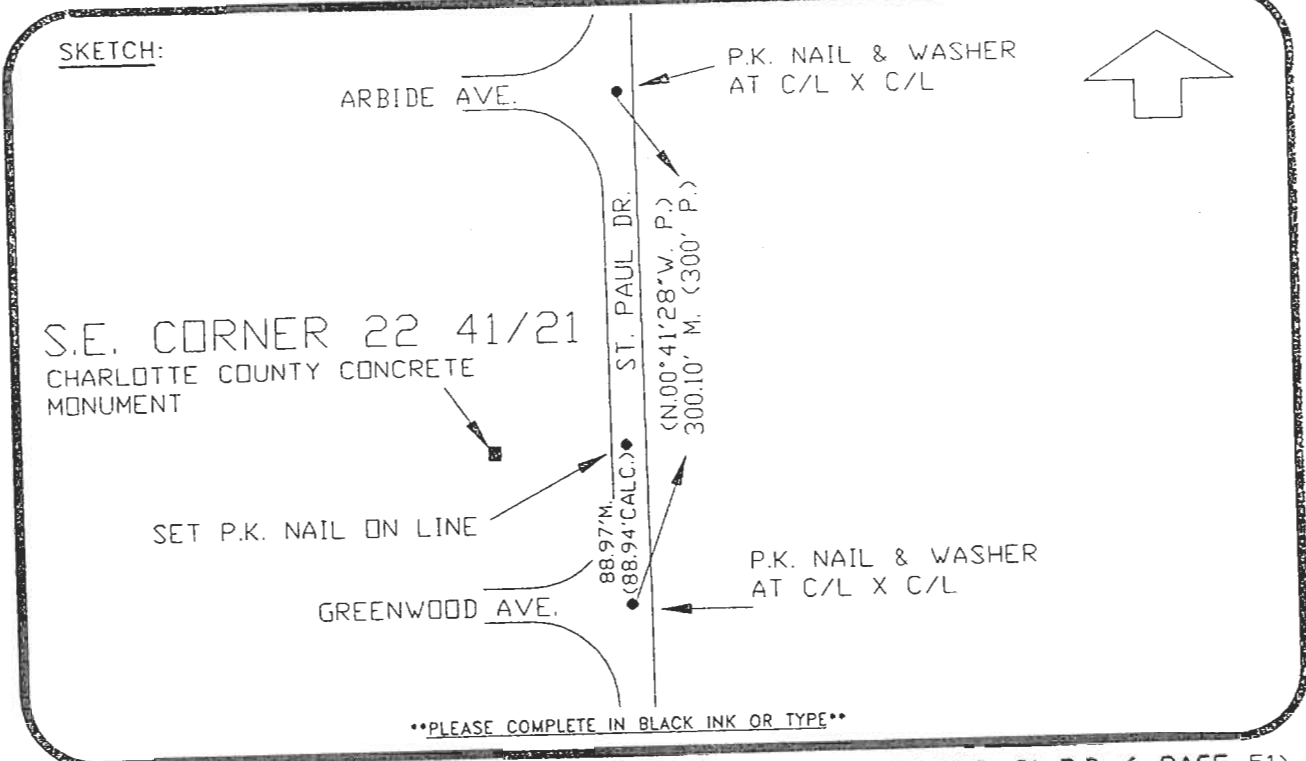 SKETCH:
P.K. NAIL & WASHER
AT C/L X C/L
ARBIDE AVE.
ST. PAUL DR.
(N.00°41'28"W. P.)
300.10' M. (300' P.)
S.E. CORNER 22 41/21
CHARLOTTE COUNTY CONCRETE
MONUMENT
SET P.K. NAIL ON LINE
88.97'M.
(88.94'CALC.)
P.K. NAIL & WASHER
AT C/L X C/L
GREENWOOD AVE.
**PLEASE COMPLETE IN BLACK INK OR TYPE**
PAGE 51)